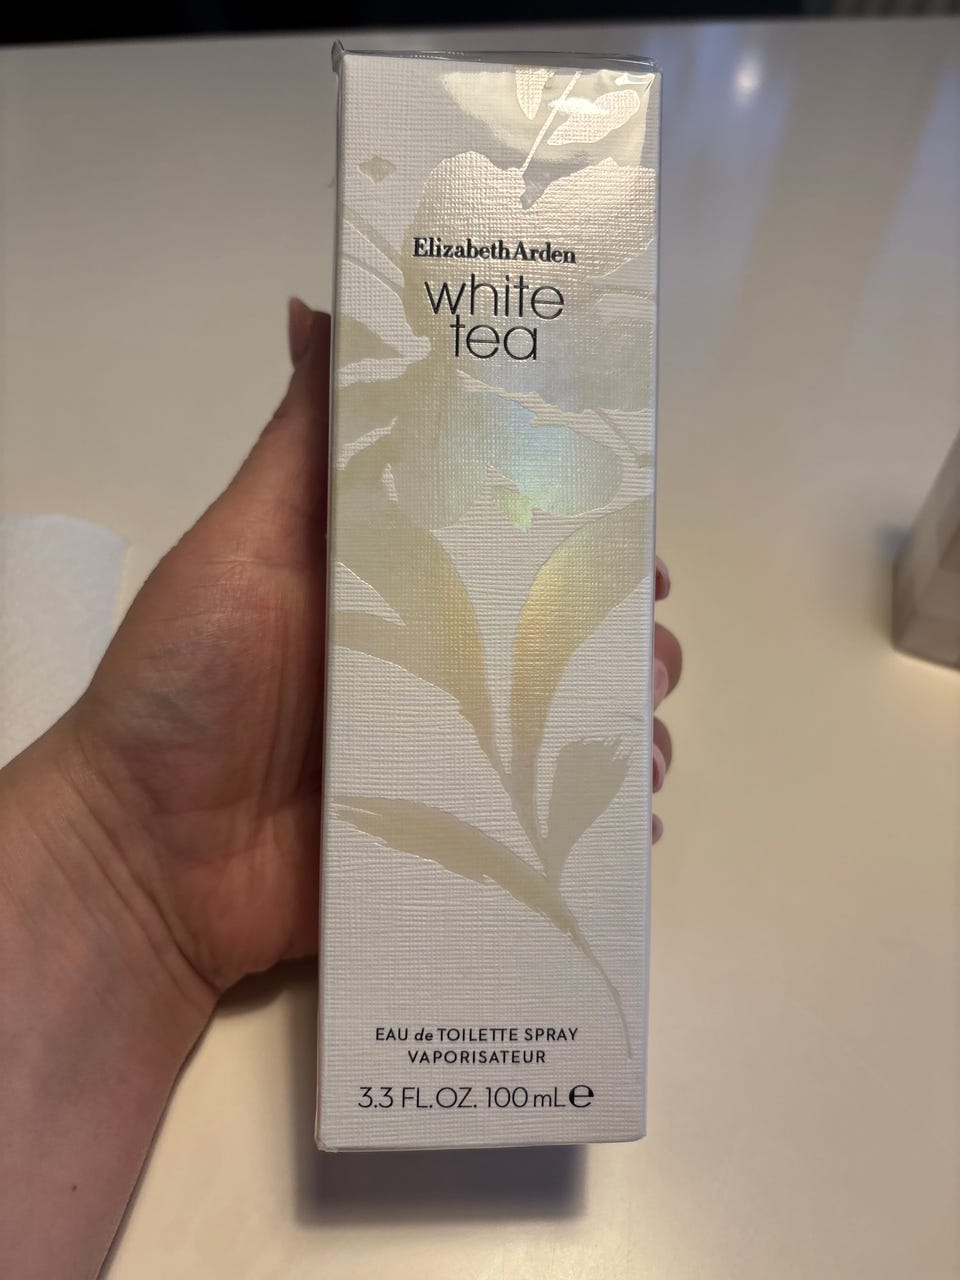 Elizabeth Arden
white
tea
EAU de TOILETTE SPRAY
VAPORISATEUR
3.3 FL.OZ. 100 mL ℮